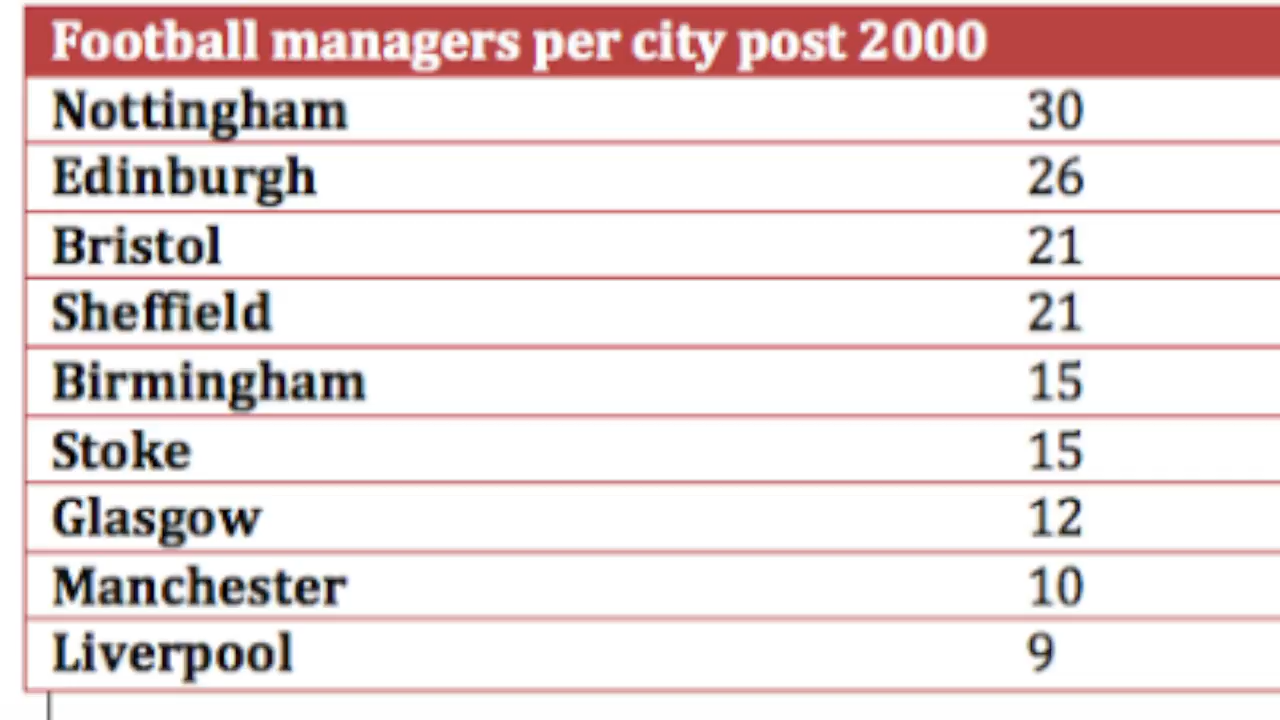 Football managers per city post 2000
Nottingham 30
Edinburgh 26
Bristol 21
Sheffield 21
Birmingham 15
Stoke 15
Glasgow 12
Manchester 10
Liverpool 9